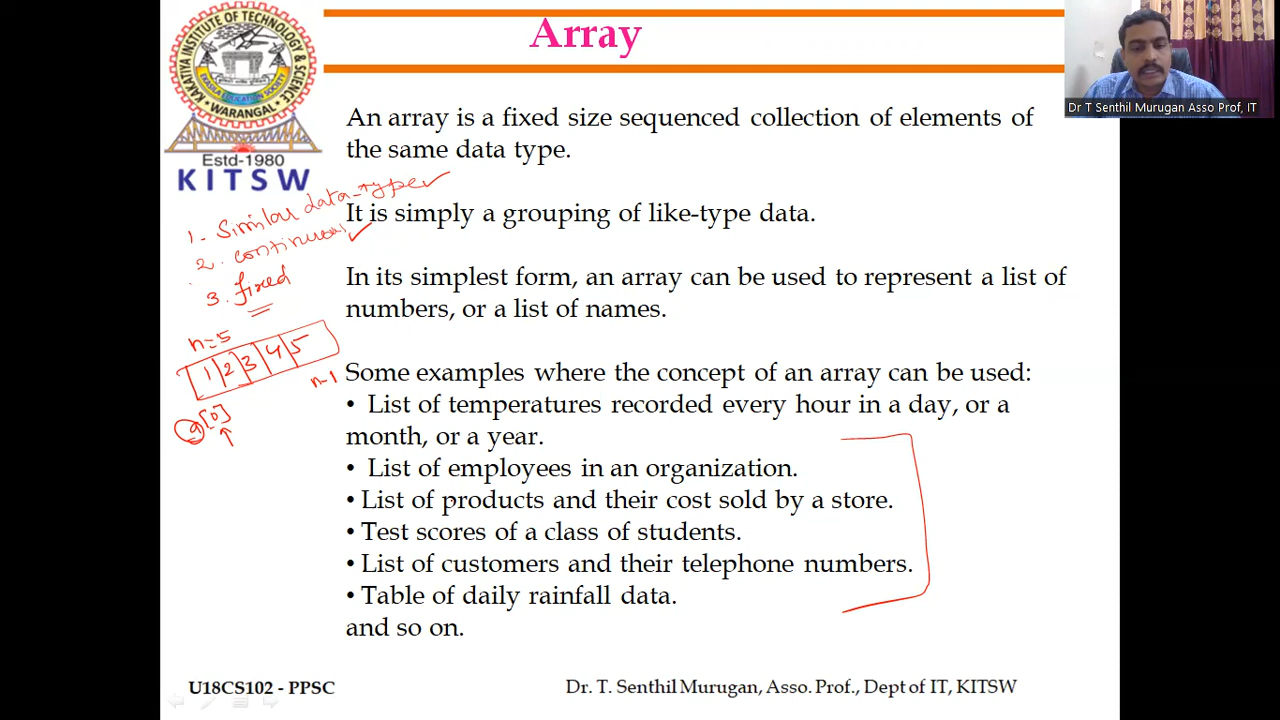 Array
Dr T Senthil Murugan Asso Prof, IT
KAKATIYA INSTITUTE OF TECHNOLOGY & SCIENCE
EKASILA EDUCATION SOCIETY
WARANGAL
Estd-1980
KITSW
An array is a fixed size sequenced collection of elements of
the same data type.
1. Similar data-type
It is simply a grouping of like-type data.
2. continuous
3. fixed
In its simplest form, an array can be used to represent a list of
numbers, or a list of names.
n=5
1 2 3 4 5
n-1
a[0]
Some examples where the concept of an array can be used:
• List of temperatures recorded every hour in a day, or a
month, or a year.
• List of employees in an organization.
• List of products and their cost sold by a store.
• Test scores of a class of students.
• List of customers and their telephone numbers.
• Table of daily rainfall data.
and so on.
U18CS102 - PPSC
Dr. T. Senthil Murugan, Asso. Prof., Dept of IT, KITSW